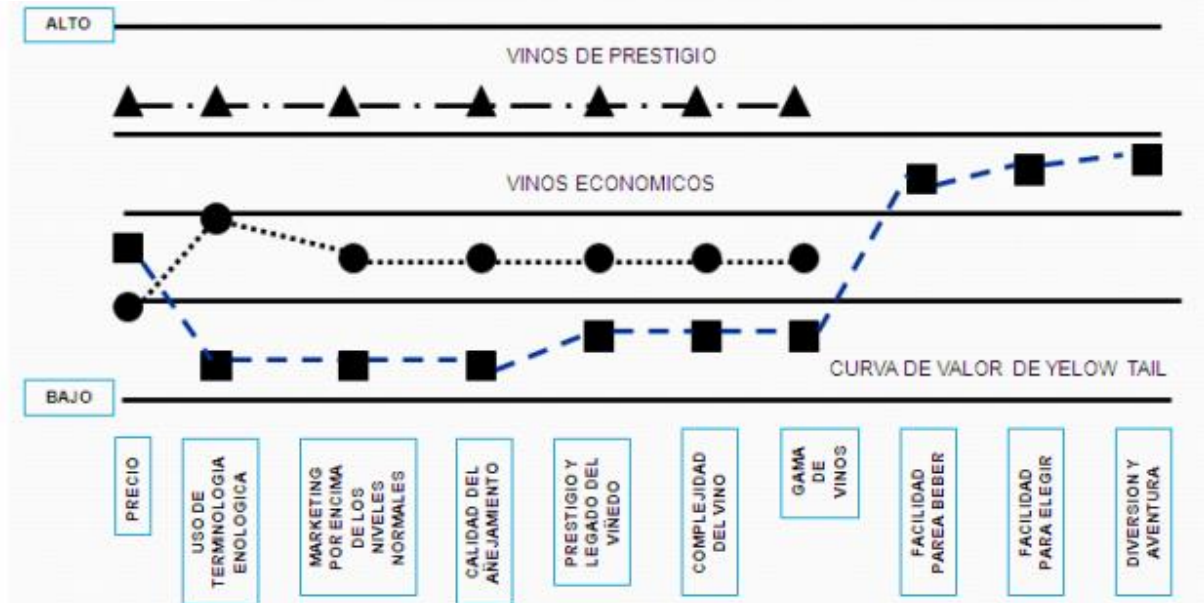 ALTO
VINOS DE PRESTIGIO
VINOS ECONOMICOS
CURVA DE VALOR DE YELOW TAIL
BAJO
PRECIO
USO DE
TERMINOLOGIA
ENOLOGICA
MARKETING
POR ENCIMA
DE LOS
NIVELES
NORMALES
CALIDAD DEL
AÑEJAMIENTO
PRESTIGIO Y
LEGADO DEL
VIÑEDO
COMPLEJIDAD
DEL VINO
GAMA
DE
VINOS
FACILIDAD
PAREA BEBER
FACILIDAD
PARA ELEGIR
DIVERSION Y
AVENTURA